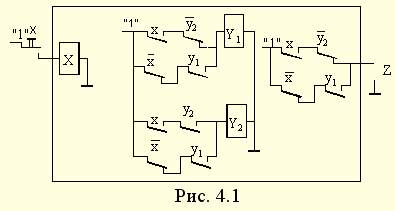 "1" X
X
"1" x y̅₂ Y₁
x̅ y₁
x y₂ Y₂
x̅ y₁
"1" x y̅₂
x̅ y₁ Z
Рис. 4.1